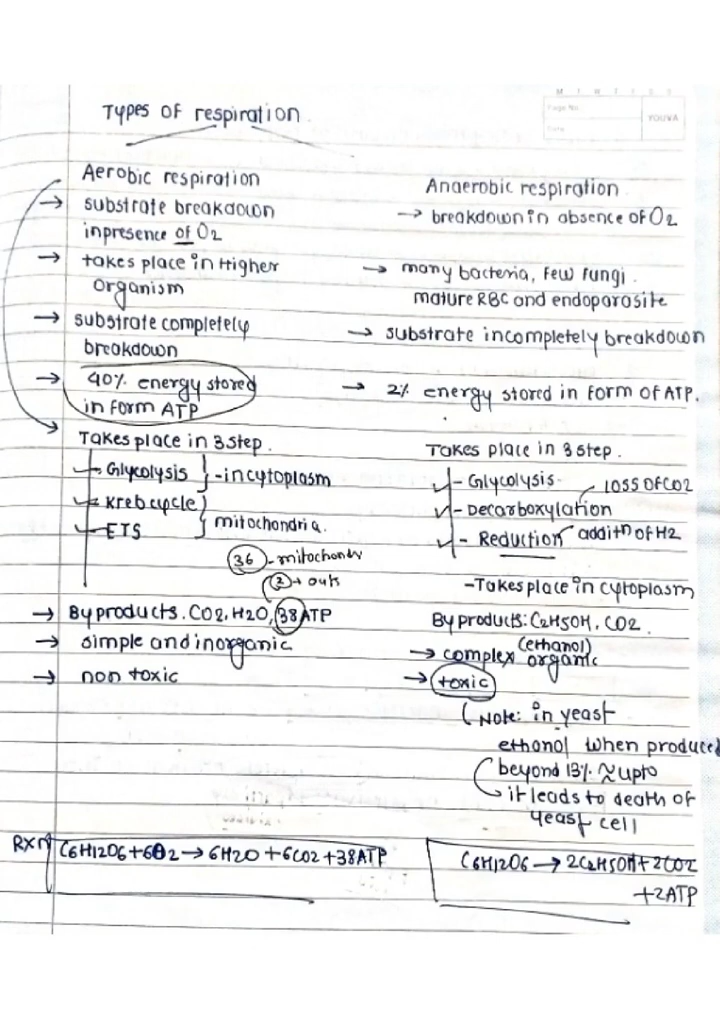 MINTESS
Page No.
YOUVA
Date
Types of respiration
Aerobic respiration
→ substrate breakdown
inpresence of O2
→ takes place in Higher
organism
→ substrate completely
breakdown
→ 40% energy stored
in form ATP
Takes place in 3 step.
Glycolysis } - in cytoplasm
Kreb cycle }
ETS } mitochondria.
36 - mitochondr
2 → outs
→ By products. CO2, H2O, 38 ATP
→ simple and inorganic
→ non toxic
Anaerobic respiration
→ breakdown in absence of O2
→ many bacteria, few fungi.
mature RBC and endoparasite
→ substrate incompletely breakdown
→ 2% energy stored in form of ATP.
Takes place in 3 step.
- Glycolysis
- Decarboxylation loss of CO2
- Reduction additn of H2
- Takes place in cytoplasm
By products: C2H5OH, CO2.
(ethanol)
→ complex organic
→ toxic
(Note: in yeast
ethanol when produced
beyond 13% ≈ upto
it leads to death of
yeast cell
Rxn C6H12O6+6O2 → 6H2O + 6CO2 +38ATP
C6H12O6 → 2C2H5OH+2CO2
+2ATP